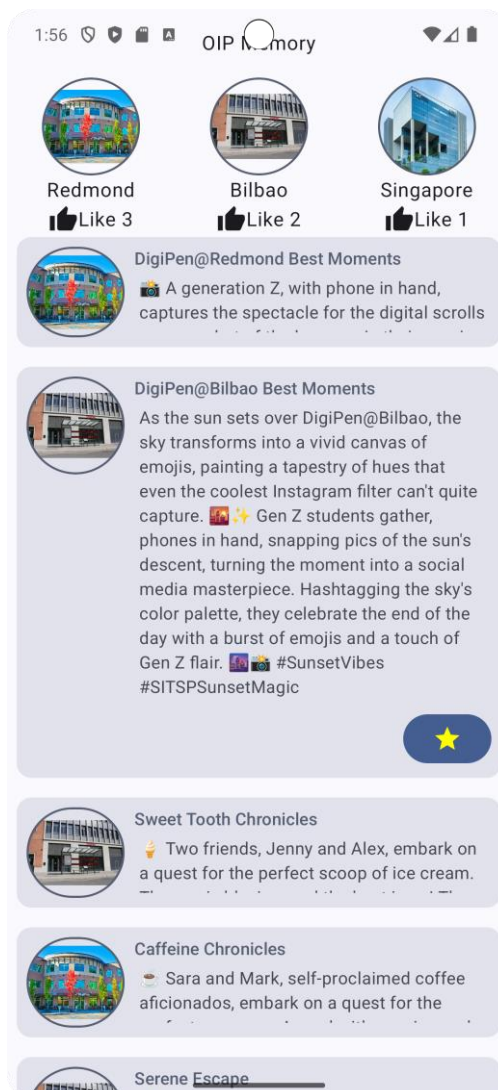 1:56
OIP Memory
Redmond
Bilbao
Singapore
Like 3
Like 2
Like 1
DigiPen@Redmond Best Moments
📸 A generation Z, with phone in hand,
captures the spectacle for the digital scrolls
DigiPen@Bilbao Best Moments
As the sun sets over DigiPen@Bilbao, the
sky transforms into a vivid canvas of
emojis, painting a tapestry of hues that
even the coolest Instagram filter can't quite
capture. 🌇✨ Gen Z students gather,
phones in hand, snapping pics of the sun's
descent, turning the moment into a social
media masterpiece. Hashtagging the sky's
color palette, they celebrate the end of the
day with a burst of emojis and a touch of
Gen Z flair. 🌆📸 #SunsetVibes
#SITSPSunsetMagic
Sweet Tooth Chronicles
🍦 Two friends, Jenny and Alex, embark on
a quest for the perfect scoop of ice cream.
Caffeine Chronicles
☕ Sara and Mark, self-proclaimed coffee
aficionados, embark on a quest for the
Serene Escape